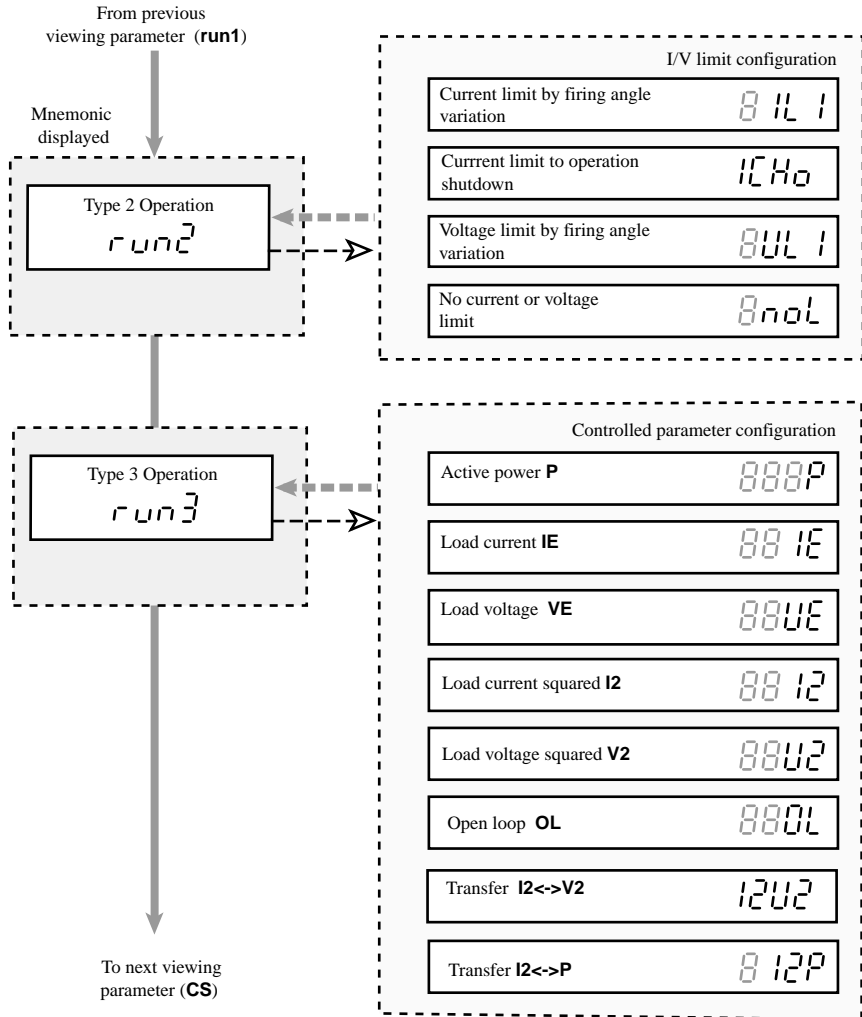 From previous
viewing parameter (run1)
Mnemonic
displayed
Type 2 Operation
run2
I/V limit configuration
Current limit by firing angle
variation
8 IL 1
Currrent limit to operation
shutdown
ICHo
Voltage limit by firing angle
variation
8UL 1
No current or voltage
limit
8noL
Type 3 Operation
run3
Controlled parameter configuration
Active power P
888P
Load current IE
88 IE
Load voltage VE
88UE
Load current squared I2
88 I2
Load voltage squared V2
88U2
Open loop OL
88OL
Transfer I2<->V2
I2U2
Transfer I2<->P
8 I2P
To next viewing
parameter (CS)